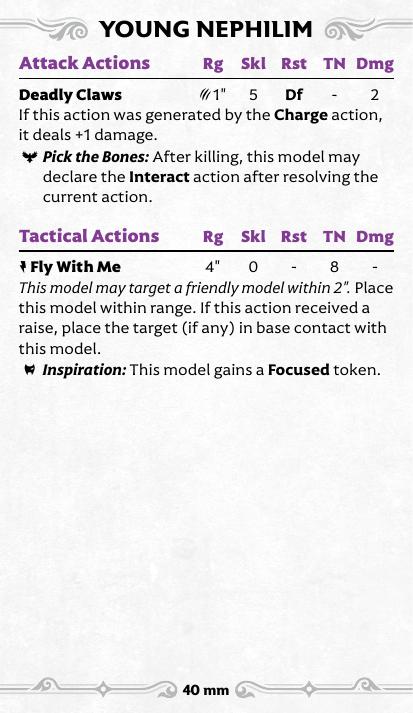 YOUNG NEPHILIM
Attack Actions Rg Skl Rst TN Dmg
Deadly Claws 1" 5 Df - 2
If this action was generated by the Charge action,
it deals +1 damage.
Pick the Bones: After killing, this model may
declare the Interact action after resolving the
current action.
Tactical Actions Rg Skl Rst TN Dmg
Fly With Me 4" 0 - 8 -
This model may target a friendly model within 2". Place
this model within range. If this action received a
raise, place the target (if any) in base contact with
this model.
Inspiration: This model gains a Focused token.
40 mm